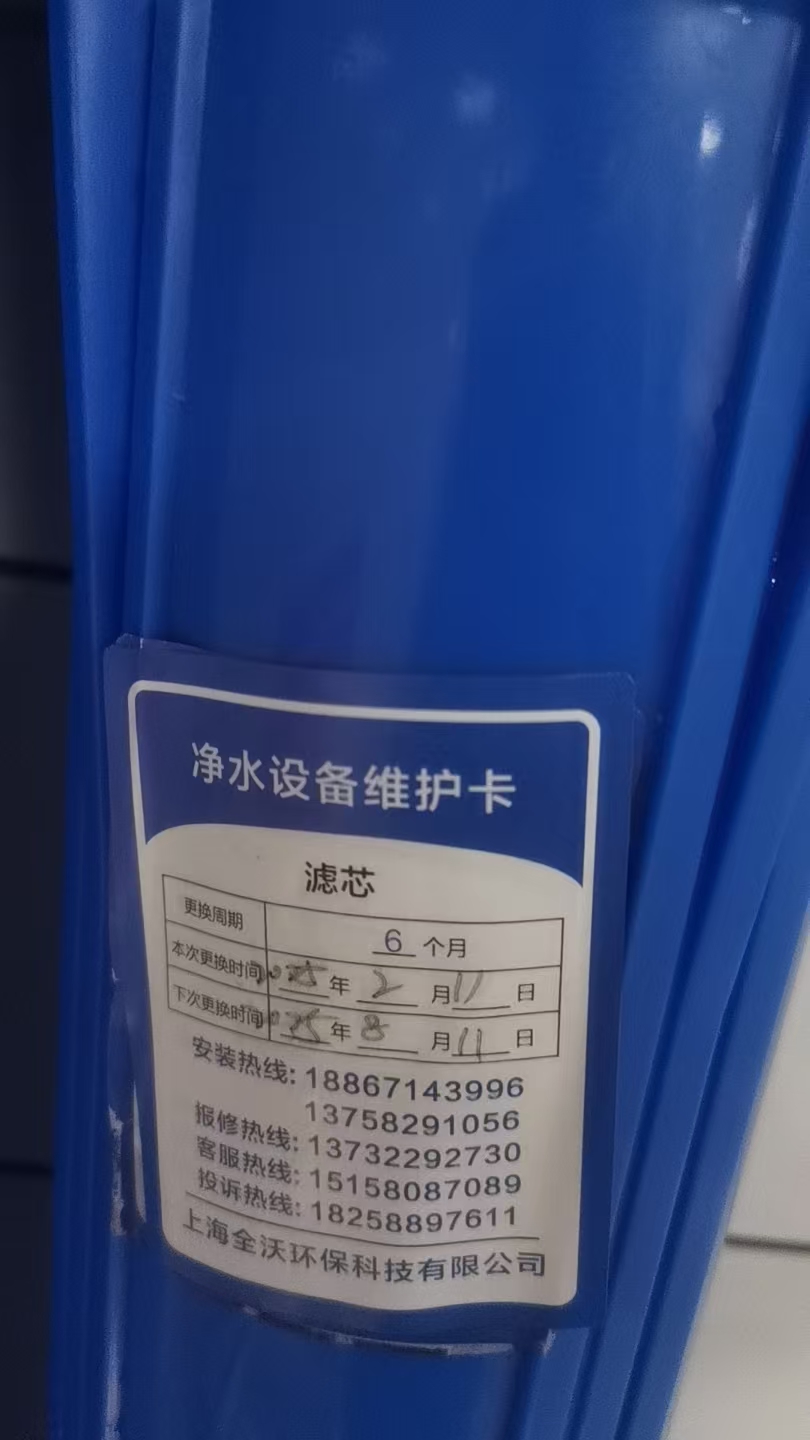 净水设备维护卡
滤芯
更换周期 6 个月
本次更换时间 2025 年 2 月 11 日
下次更换时间 2025 年 8 月 11 日
安装热线: 18867143996
13758291056
报修热线: 13732292730
客服热线: 15158087089
投诉热线: 18258897611
上海全沃环保科技有限公司